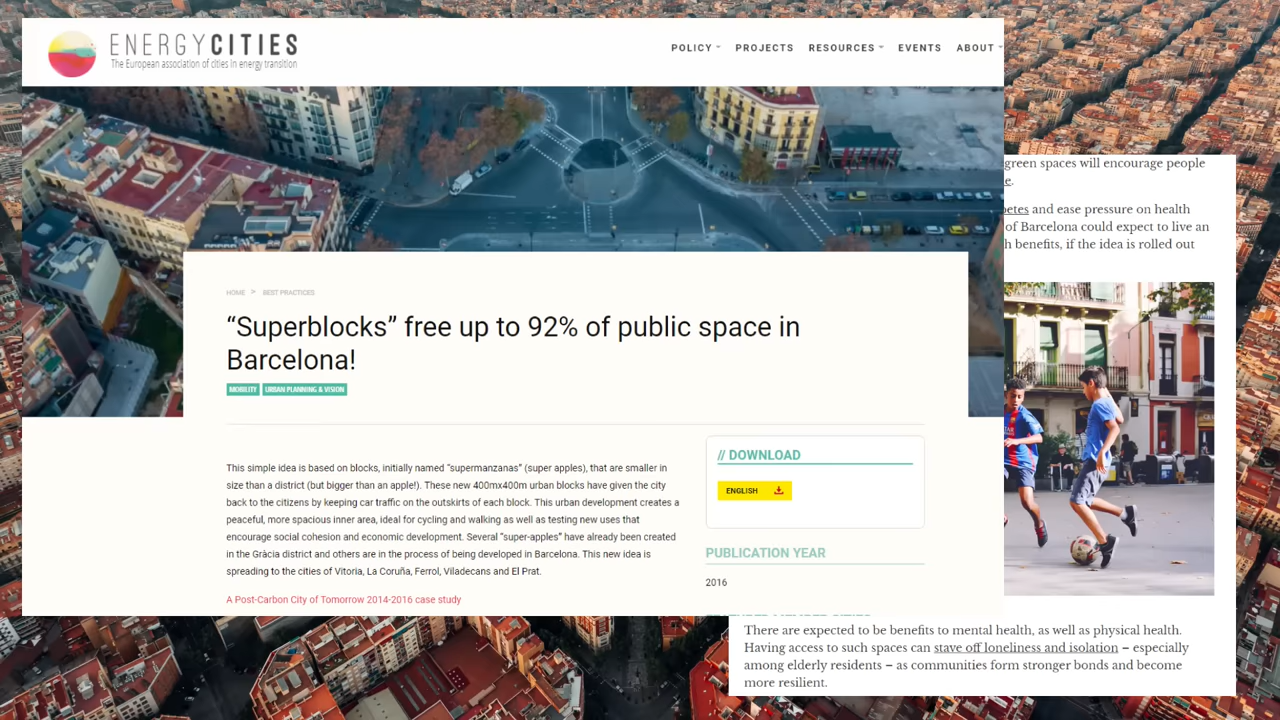 ENERGYCITIES
The European association of cities in energy transition
POLICY PROJECTS RESOURCES EVENTS ABOUT
HOME > BEST PRACTICES
“Superblocks” free up to 92% of public space in
Barcelona!
MOBILITY URBAN PLANNING & VISION
This simple idea is based on blocks, initially named “supermanzanas” (super apples), that are smaller in
size than a district (but bigger than an apple!). These new 400mx400m urban blocks have given the city
back to the citizens by keeping car traffic on the outskirts of each block. This urban development creates a
peaceful, more spacious inner area, ideal for cycling and walking as well as testing new uses that
encourage social cohesion and economic development. Several “super-apples” have already been created
in the Gràcia district and others are in the process of being developed in Barcelona. This new idea is
spreading to the cities of Vitoria, La Coruña, Ferrol, Viladecans and El Prat.
A Post-Carbon City of Tomorrow 2014-2016 case study
// DOWNLOAD
ENGLISH
PUBLICATION YEAR
2016
green spaces will encourage people
and ease pressure on health
of Barcelona could expect to live an
benefits, if the idea is rolled out
There are expected to be benefits to mental health, as well as physical health.
Having access to such spaces can stave off loneliness and isolation – especially
among elderly residents – as communities form stronger bonds and become
more resilient.